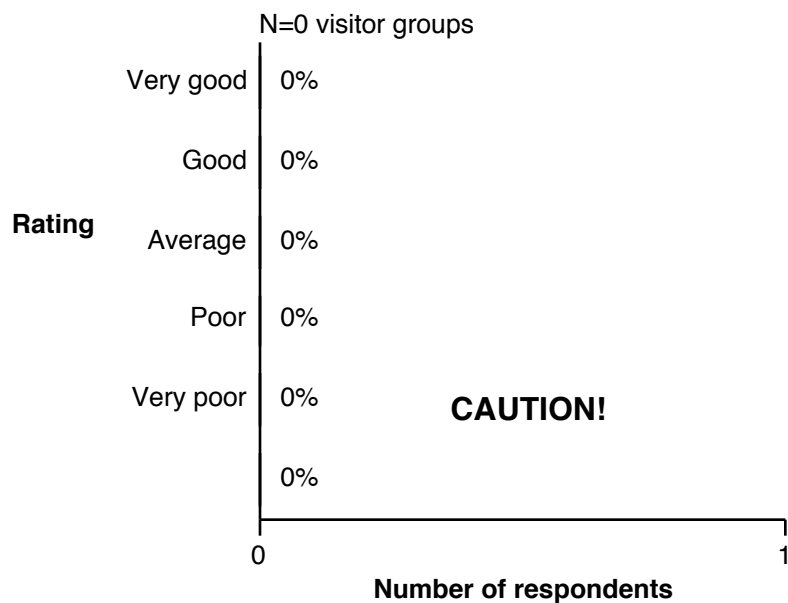 N=0 visitor groups
Very good 0%
Good 0%
Rating
Average 0%
Poor 0%
Very poor 0%
CAUTION!
0%
0 1
Number of respondents